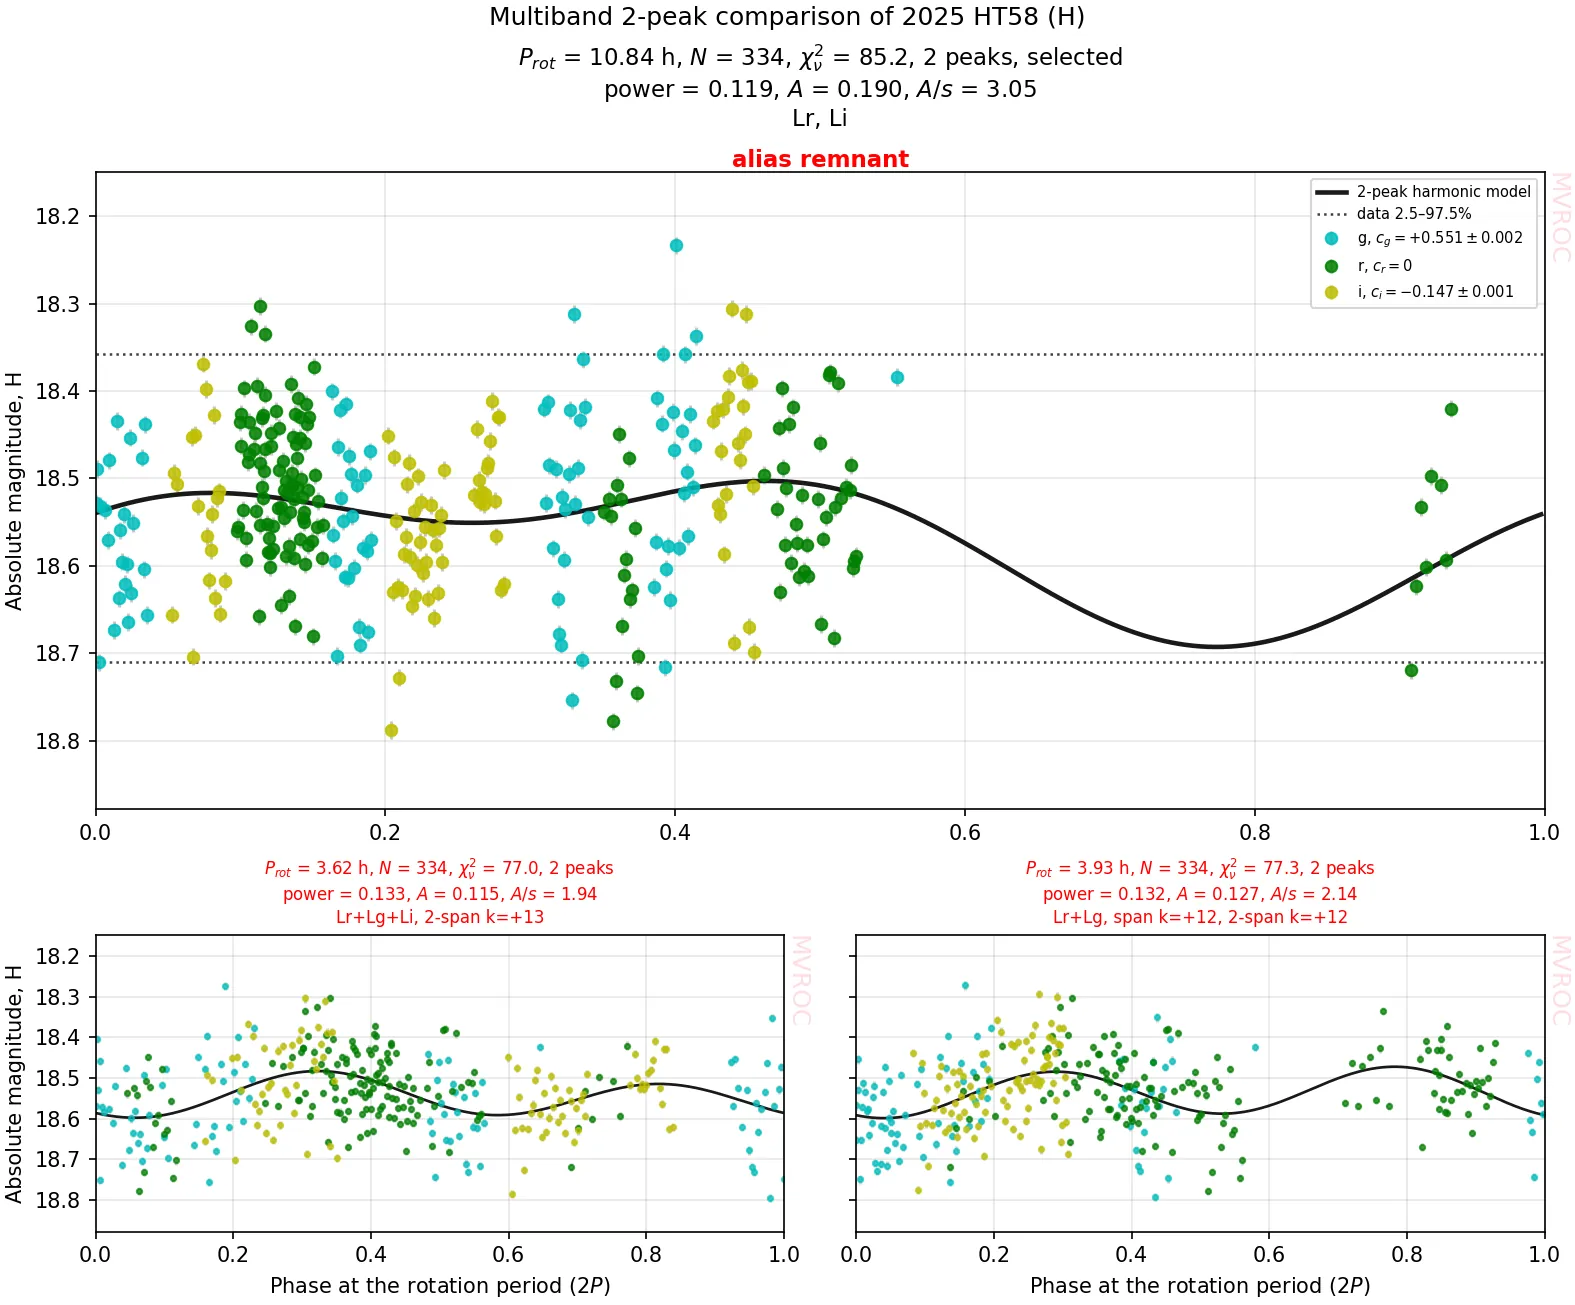 Multiband 2-peak comparison of 2025 HT58 (H)
P_rot = 10.84 h, N = 334, χ²_ν = 85.2, 2 peaks, selected
power = 0.119, A = 0.190, A/s = 3.05
Lr, Li
alias remnant
2-peak harmonic model
data 2.5–97.5%
g, c_g = +0.551 ± 0.002
r, c_r = 0
i, c_i = −0.147 ± 0.001
MVROC
Absolute magnitude, H
18.2
18.3
18.4
18.5
18.6
18.7
18.8
0.0 0.2 0.4 0.6 0.8 1.0
P_rot = 3.62 h, N = 334, χ²_ν = 77.0, 2 peaks
power = 0.133, A = 0.115, A/s = 1.94
Lr+Lg+Li, 2-span k=+13
MVROC
Absolute magnitude, H
18.2
18.3
18.4
18.5
18.6
18.7
18.8
0.0 0.2 0.4 0.6 0.8 1.0
Phase at the rotation period (2P)
P_rot = 3.93 h, N = 334, χ²_ν = 77.3, 2 peaks
power = 0.132, A = 0.127, A/s = 2.14
Lr+Lg, span k=+12, 2-span k=+12
MVROC
0.0 0.2 0.4 0.6 0.8 1.0
Phase at the rotation period (2P)